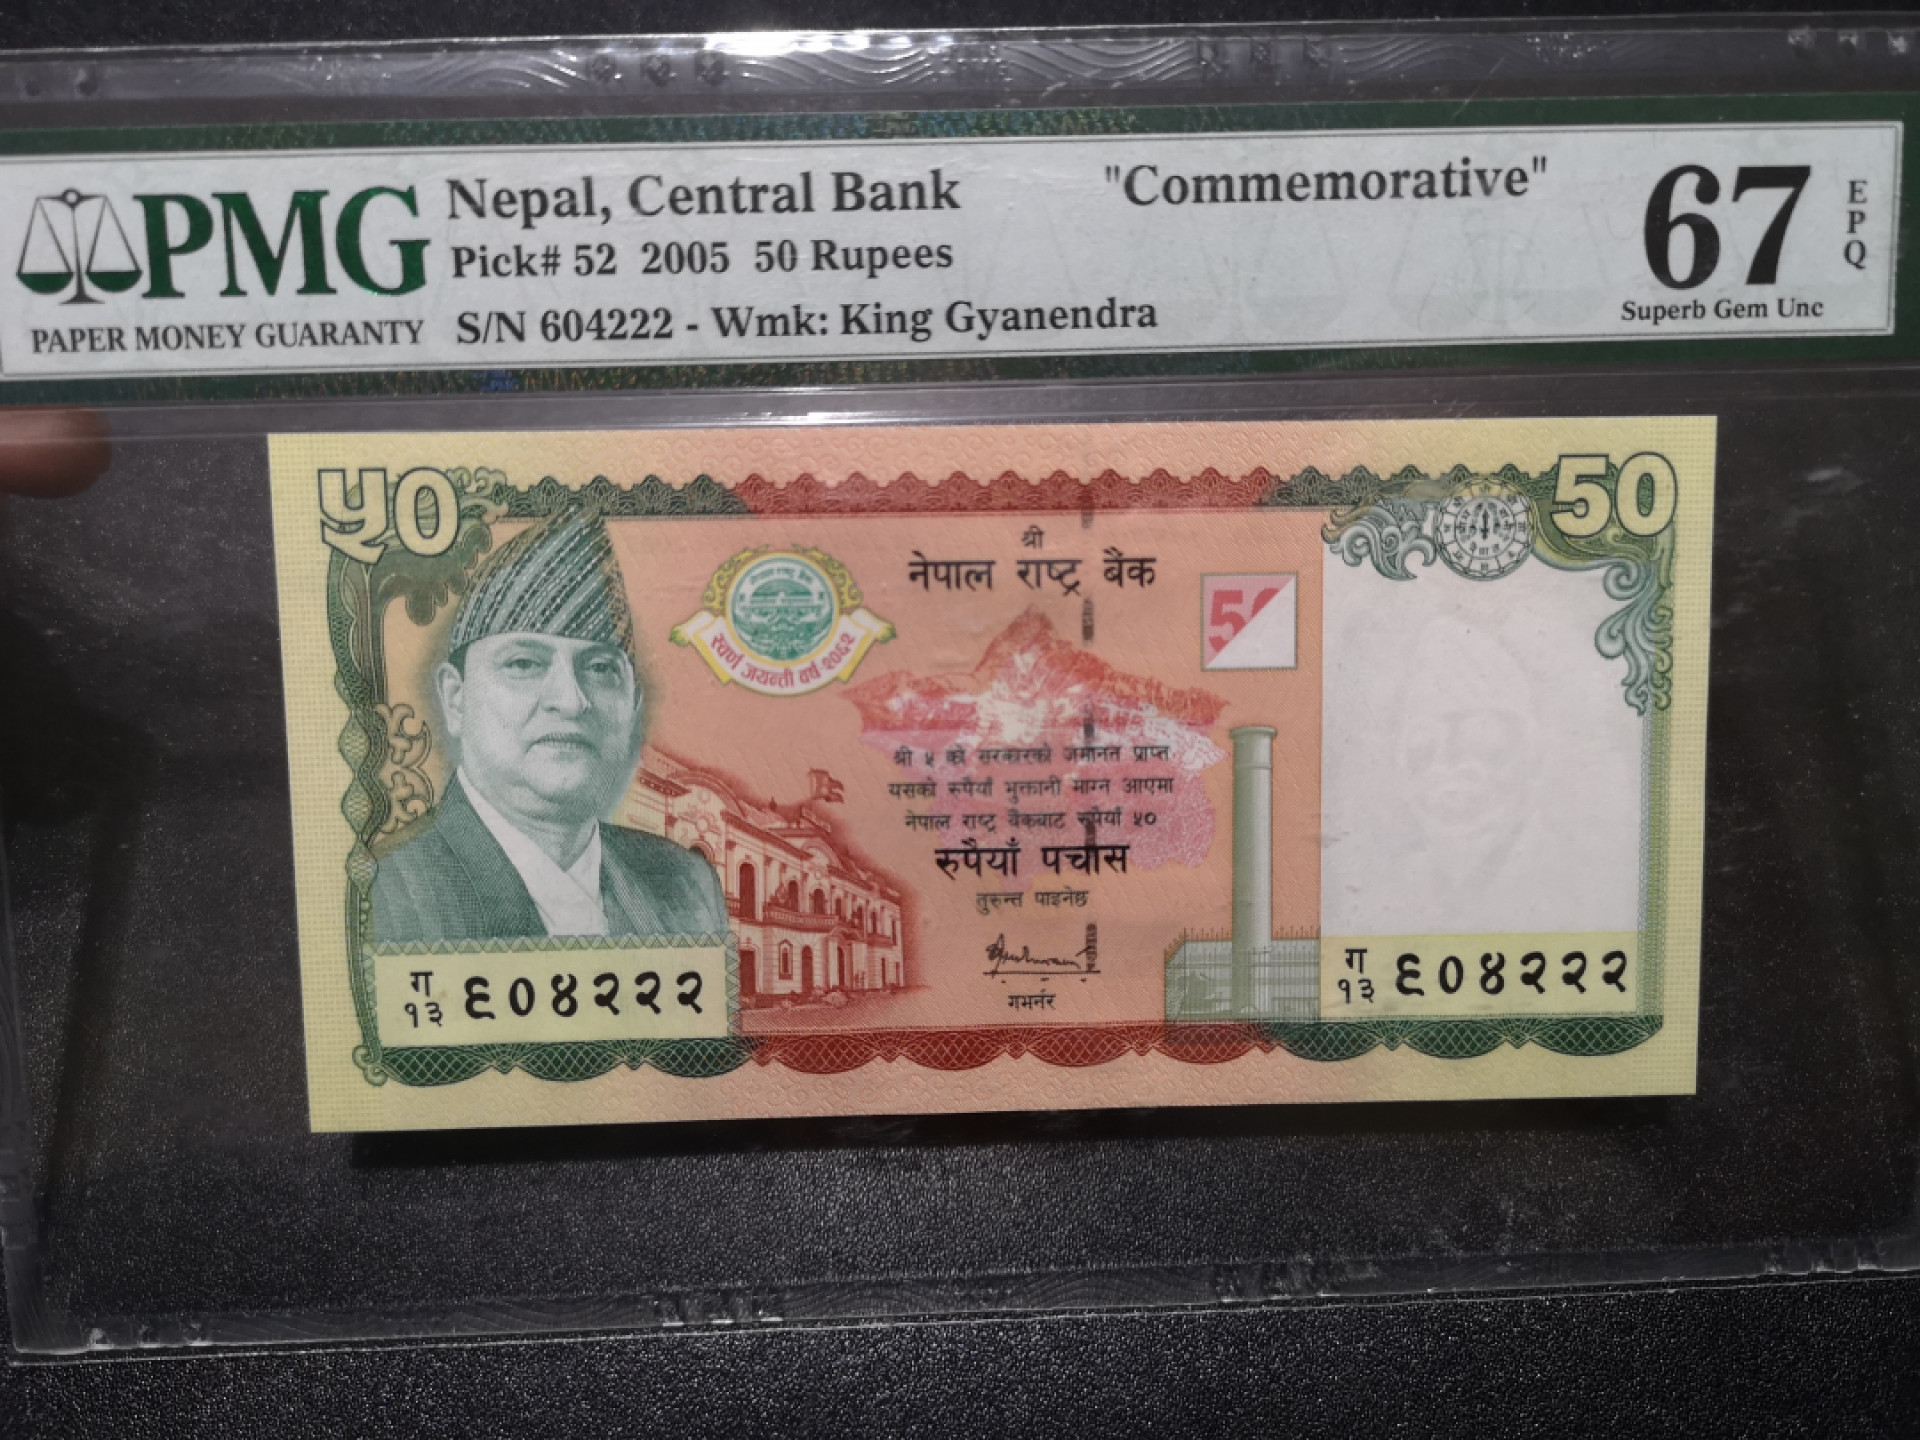 PMG
PAPER MONEY GUARANTY
Nepal, Central Bank
Pick# 52 2005 50 Rupees
S/N 604222 - Wmk: King Gyanendra
"Commemorative"
67
EPQ
Superb Gem Unc
५०
50
श्री
नेपाल राष्ट्र बैंक
नेपाल राष्ट्र बैंक
स्वर्ण जयन्ती वर्ष २०६२
50
श्री ५ को सरकारको जमानत प्राप्त
यसको रुपैयाँ भुक्तानी माग्न आएमा
नेपाल राष्ट्र बैंकबाट रुपैयाँ ५०
रुपैयाँ पचास
तुरुन्त पाइनेछ
गभर्नर
ग
१३ ६०४२२२
ग
१३ ६०४२२२